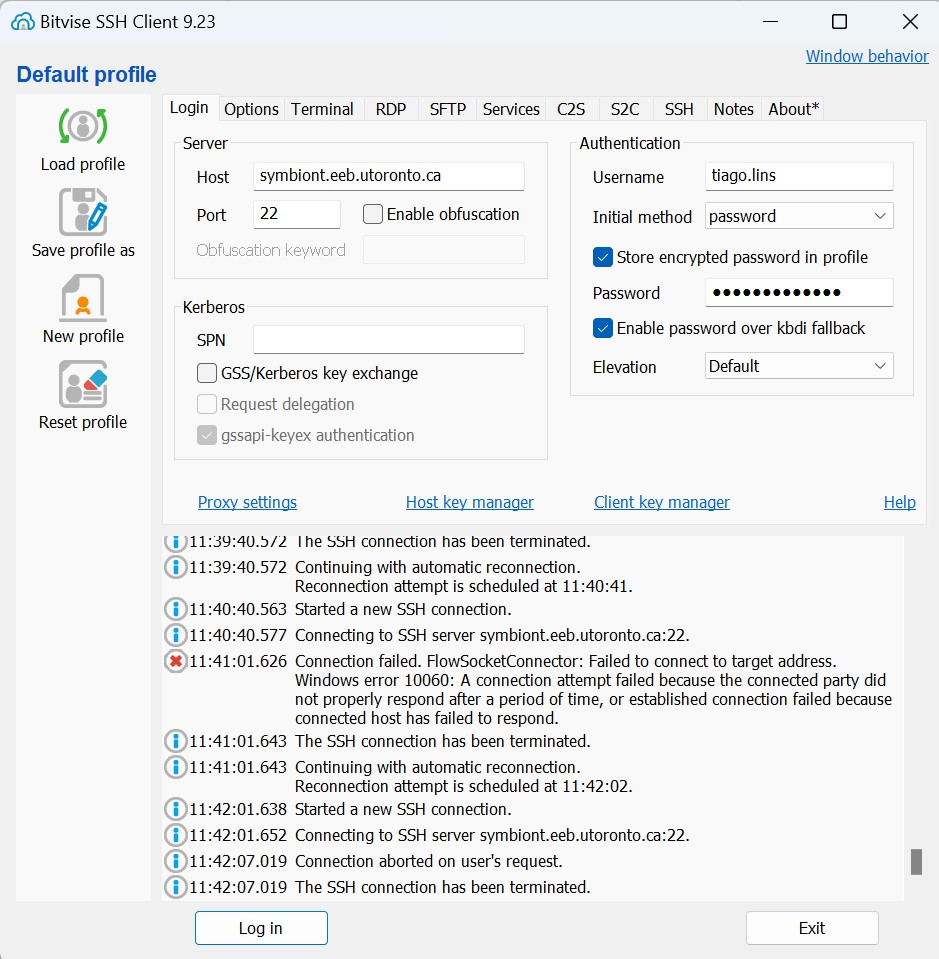 Bitvise SSH Client 9.23
Window behavior
Default profile
Load profile
Save profile as
New profile
Reset profile
Login Options Terminal RDP SFTP Services C2S S2C SSH Notes About*
Server
Host symbiont.eeb.utoronto.ca
Port 22 Enable obfuscation
Obfuscation keyword
Kerberos
SPN
GSS/Kerberos key exchange
Request delegation
gssapi-keyex authentication
Authentication
Username tiago.lins
Initial method password
Store encrypted password in profile
Password
Enable password over kbdi fallback
Elevation Default
Proxy settings Host key manager Client key manager Help
11:39:40.572 The SSH connection has been terminated.
11:39:40.572 Continuing with automatic reconnection.
Reconnection attempt is scheduled at 11:40:41.
11:40:40.563 Started a new SSH connection.
11:40:40.577 Connecting to SSH server symbiont.eeb.utoronto.ca:22.
11:41:01.626 Connection failed. FlowSocketConnector: Failed to connect to target address.
Windows error 10060: A connection attempt failed because the connected party did
not properly respond after a period of time, or established connection failed because
connected host has failed to respond.
11:41:01.643 The SSH connection has been terminated.
11:41:01.643 Continuing with automatic reconnection.
Reconnection attempt is scheduled at 11:42:02.
11:42:01.638 Started a new SSH connection.
11:42:01.652 Connecting to SSH server symbiont.eeb.utoronto.ca:22.
11:42:07.019 Connection aborted on user's request.
11:42:07.019 The SSH connection has been terminated.
Log in Exit